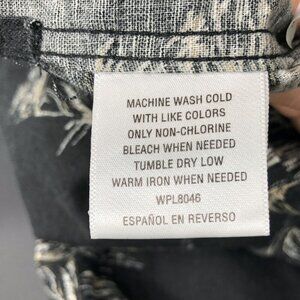 MACHINE WASH COLD
WITH LIKE COLORS
ONLY NON-CHLORINE
BLEACH WHEN NEEDED
TUMBLE DRY LOW
WARM IRON WHEN NEEDED
WPL8046
ESPAÑOL EN REVERSO